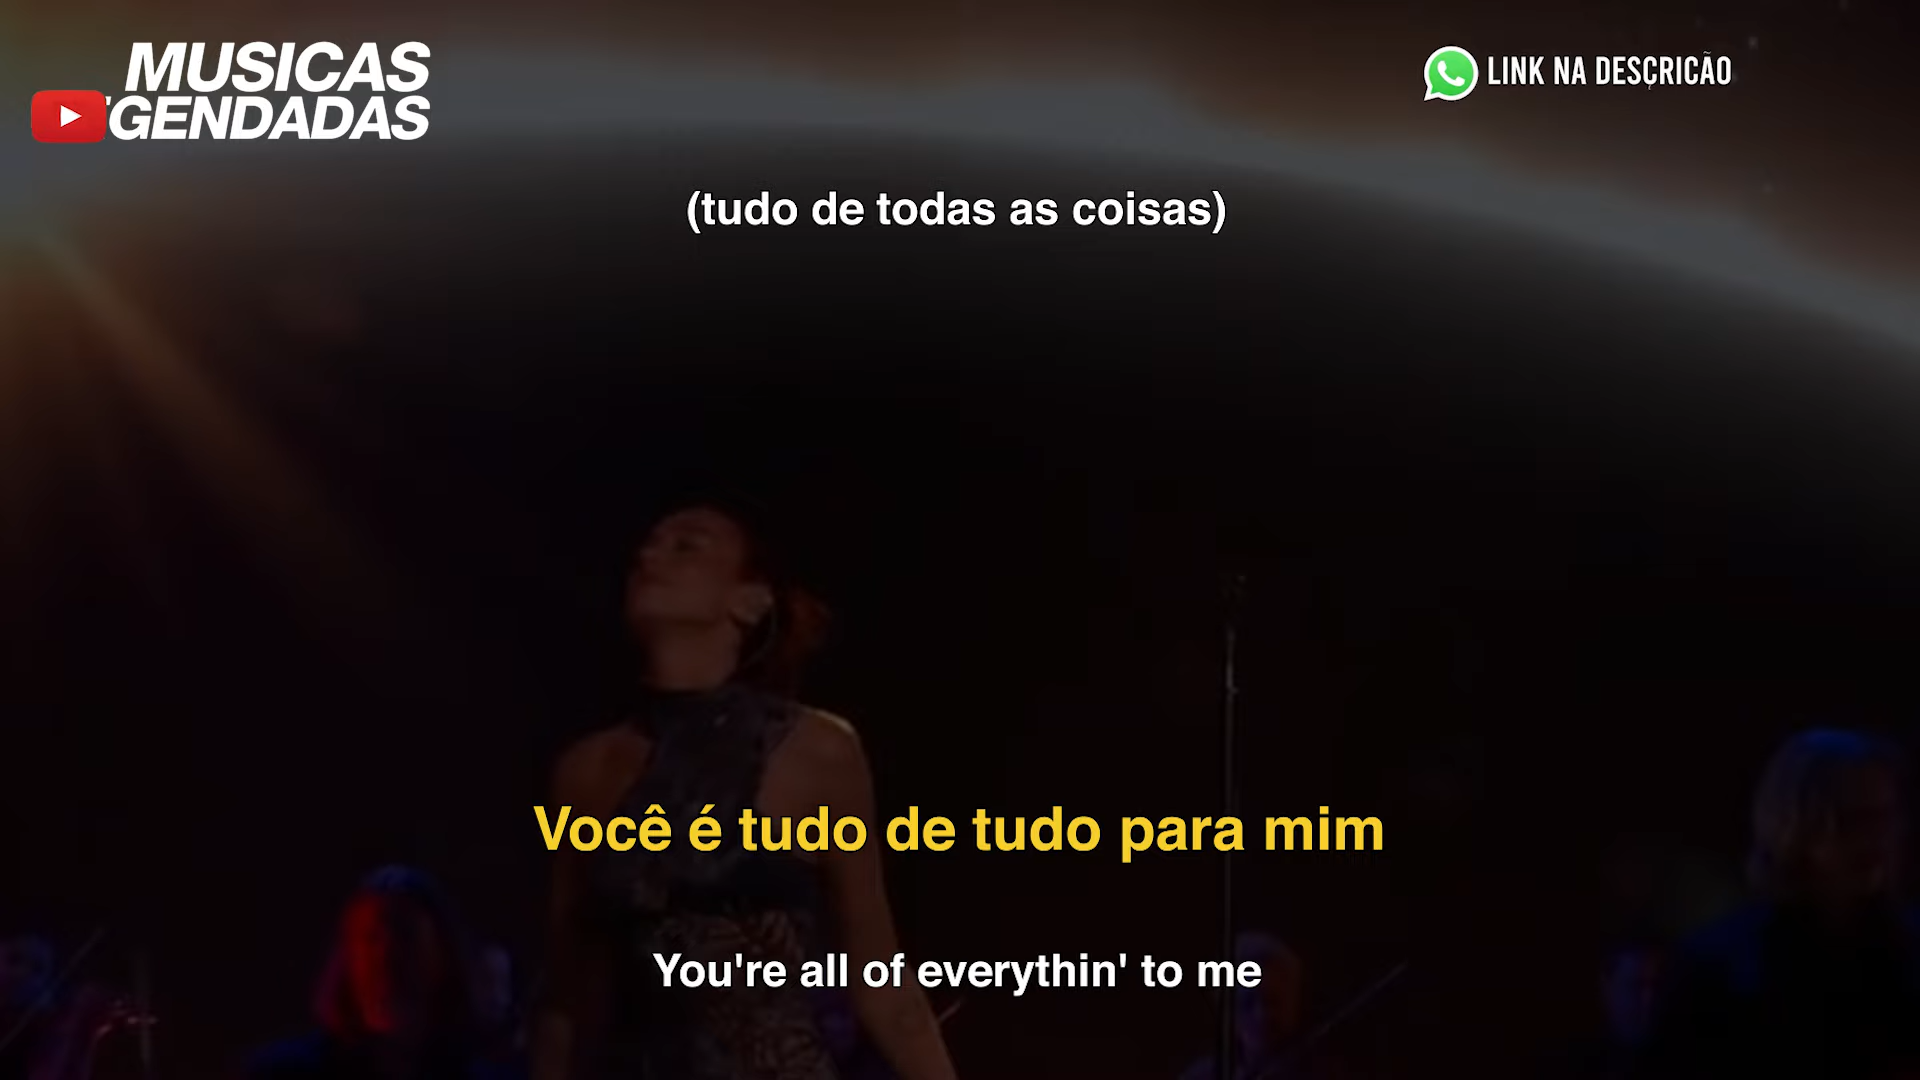 MUSICAS
GENDADAS
LINK NA DESCRICÃO
(tudo de todas as coisas)
Você é tudo de tudo para mim
You're all of everythin' to me